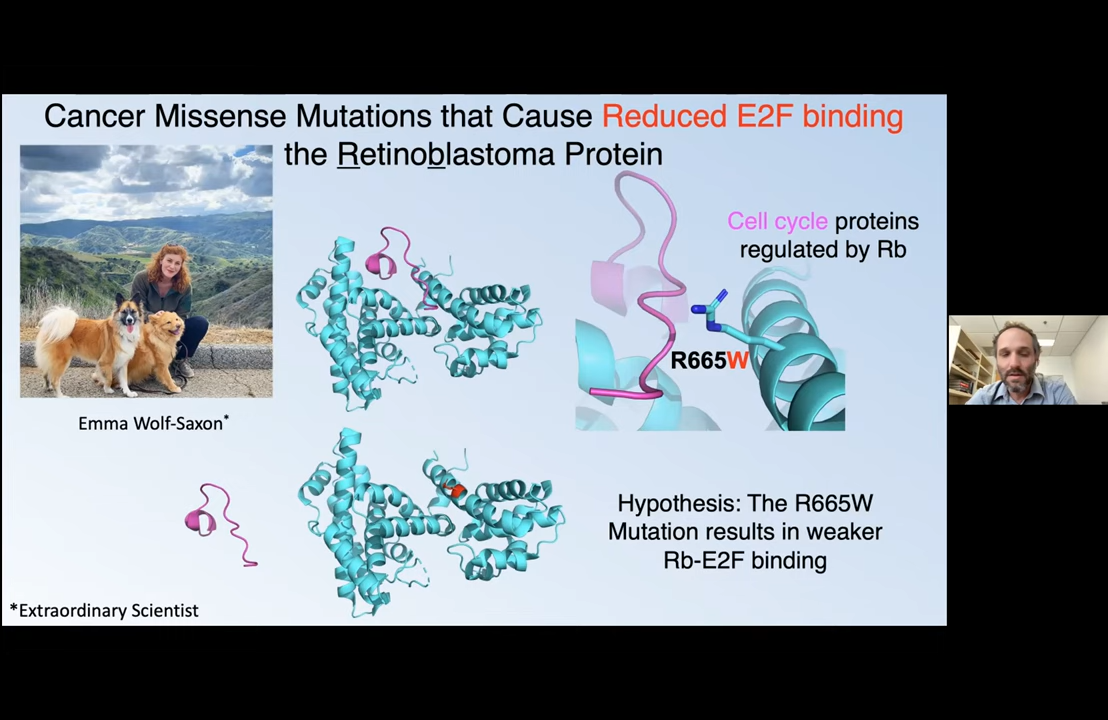 Cancer Missense Mutations that Cause Reduced E2F binding
the Retinoblastoma Protein
Cell cycle proteins
regulated by Rb
R665W
Emma Wolf-Saxon*
Hypothesis: The R665W
Mutation results in weaker
Rb-E2F binding
*Extraordinary Scientist